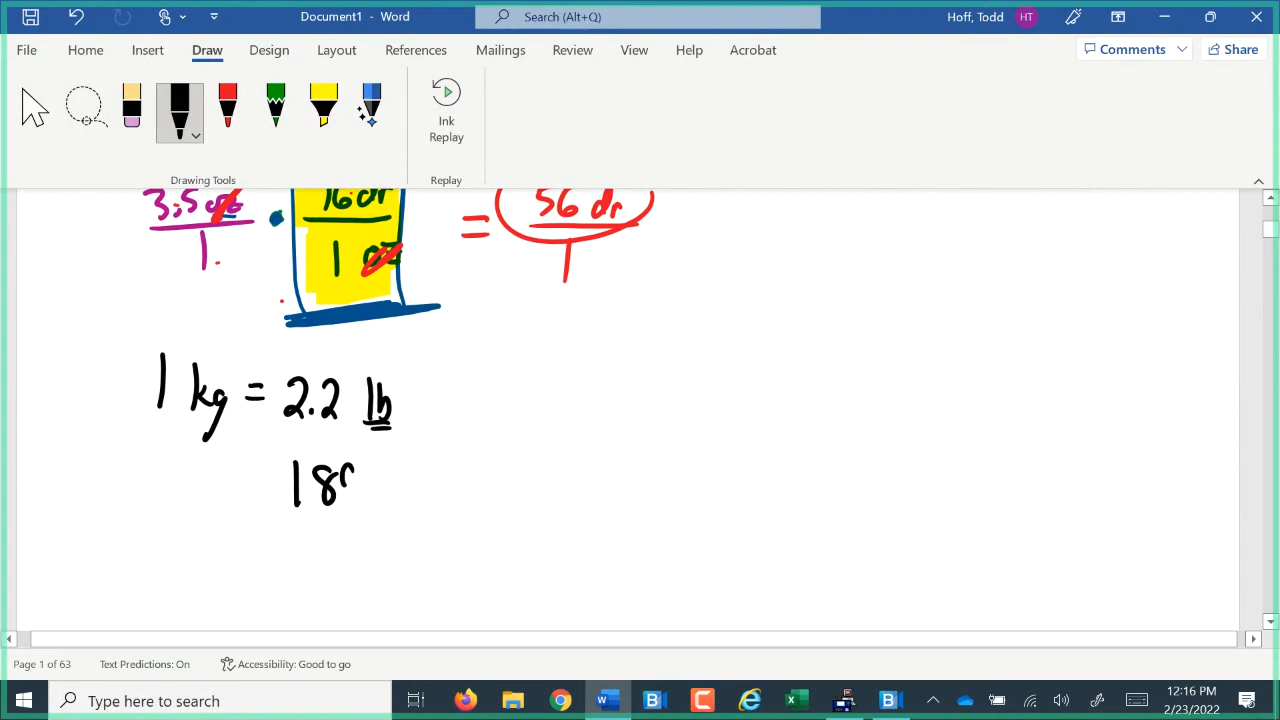 Document1 - Word
Search (Alt+Q)
Hoff, Todd
HT
File Home Insert Draw Design Layout References Mailings Review View Help Acrobat
Comments
Share
Ink Replay
Drawing Tools
Replay
3.5 16 dr = 56 dr
1 1 oz 1
1 kg = 2.2 lb
18
Page 1 of 63
Text Predictions: On
Accessibility: Good to go
Type here to search
12:16 PM
2/23/2022